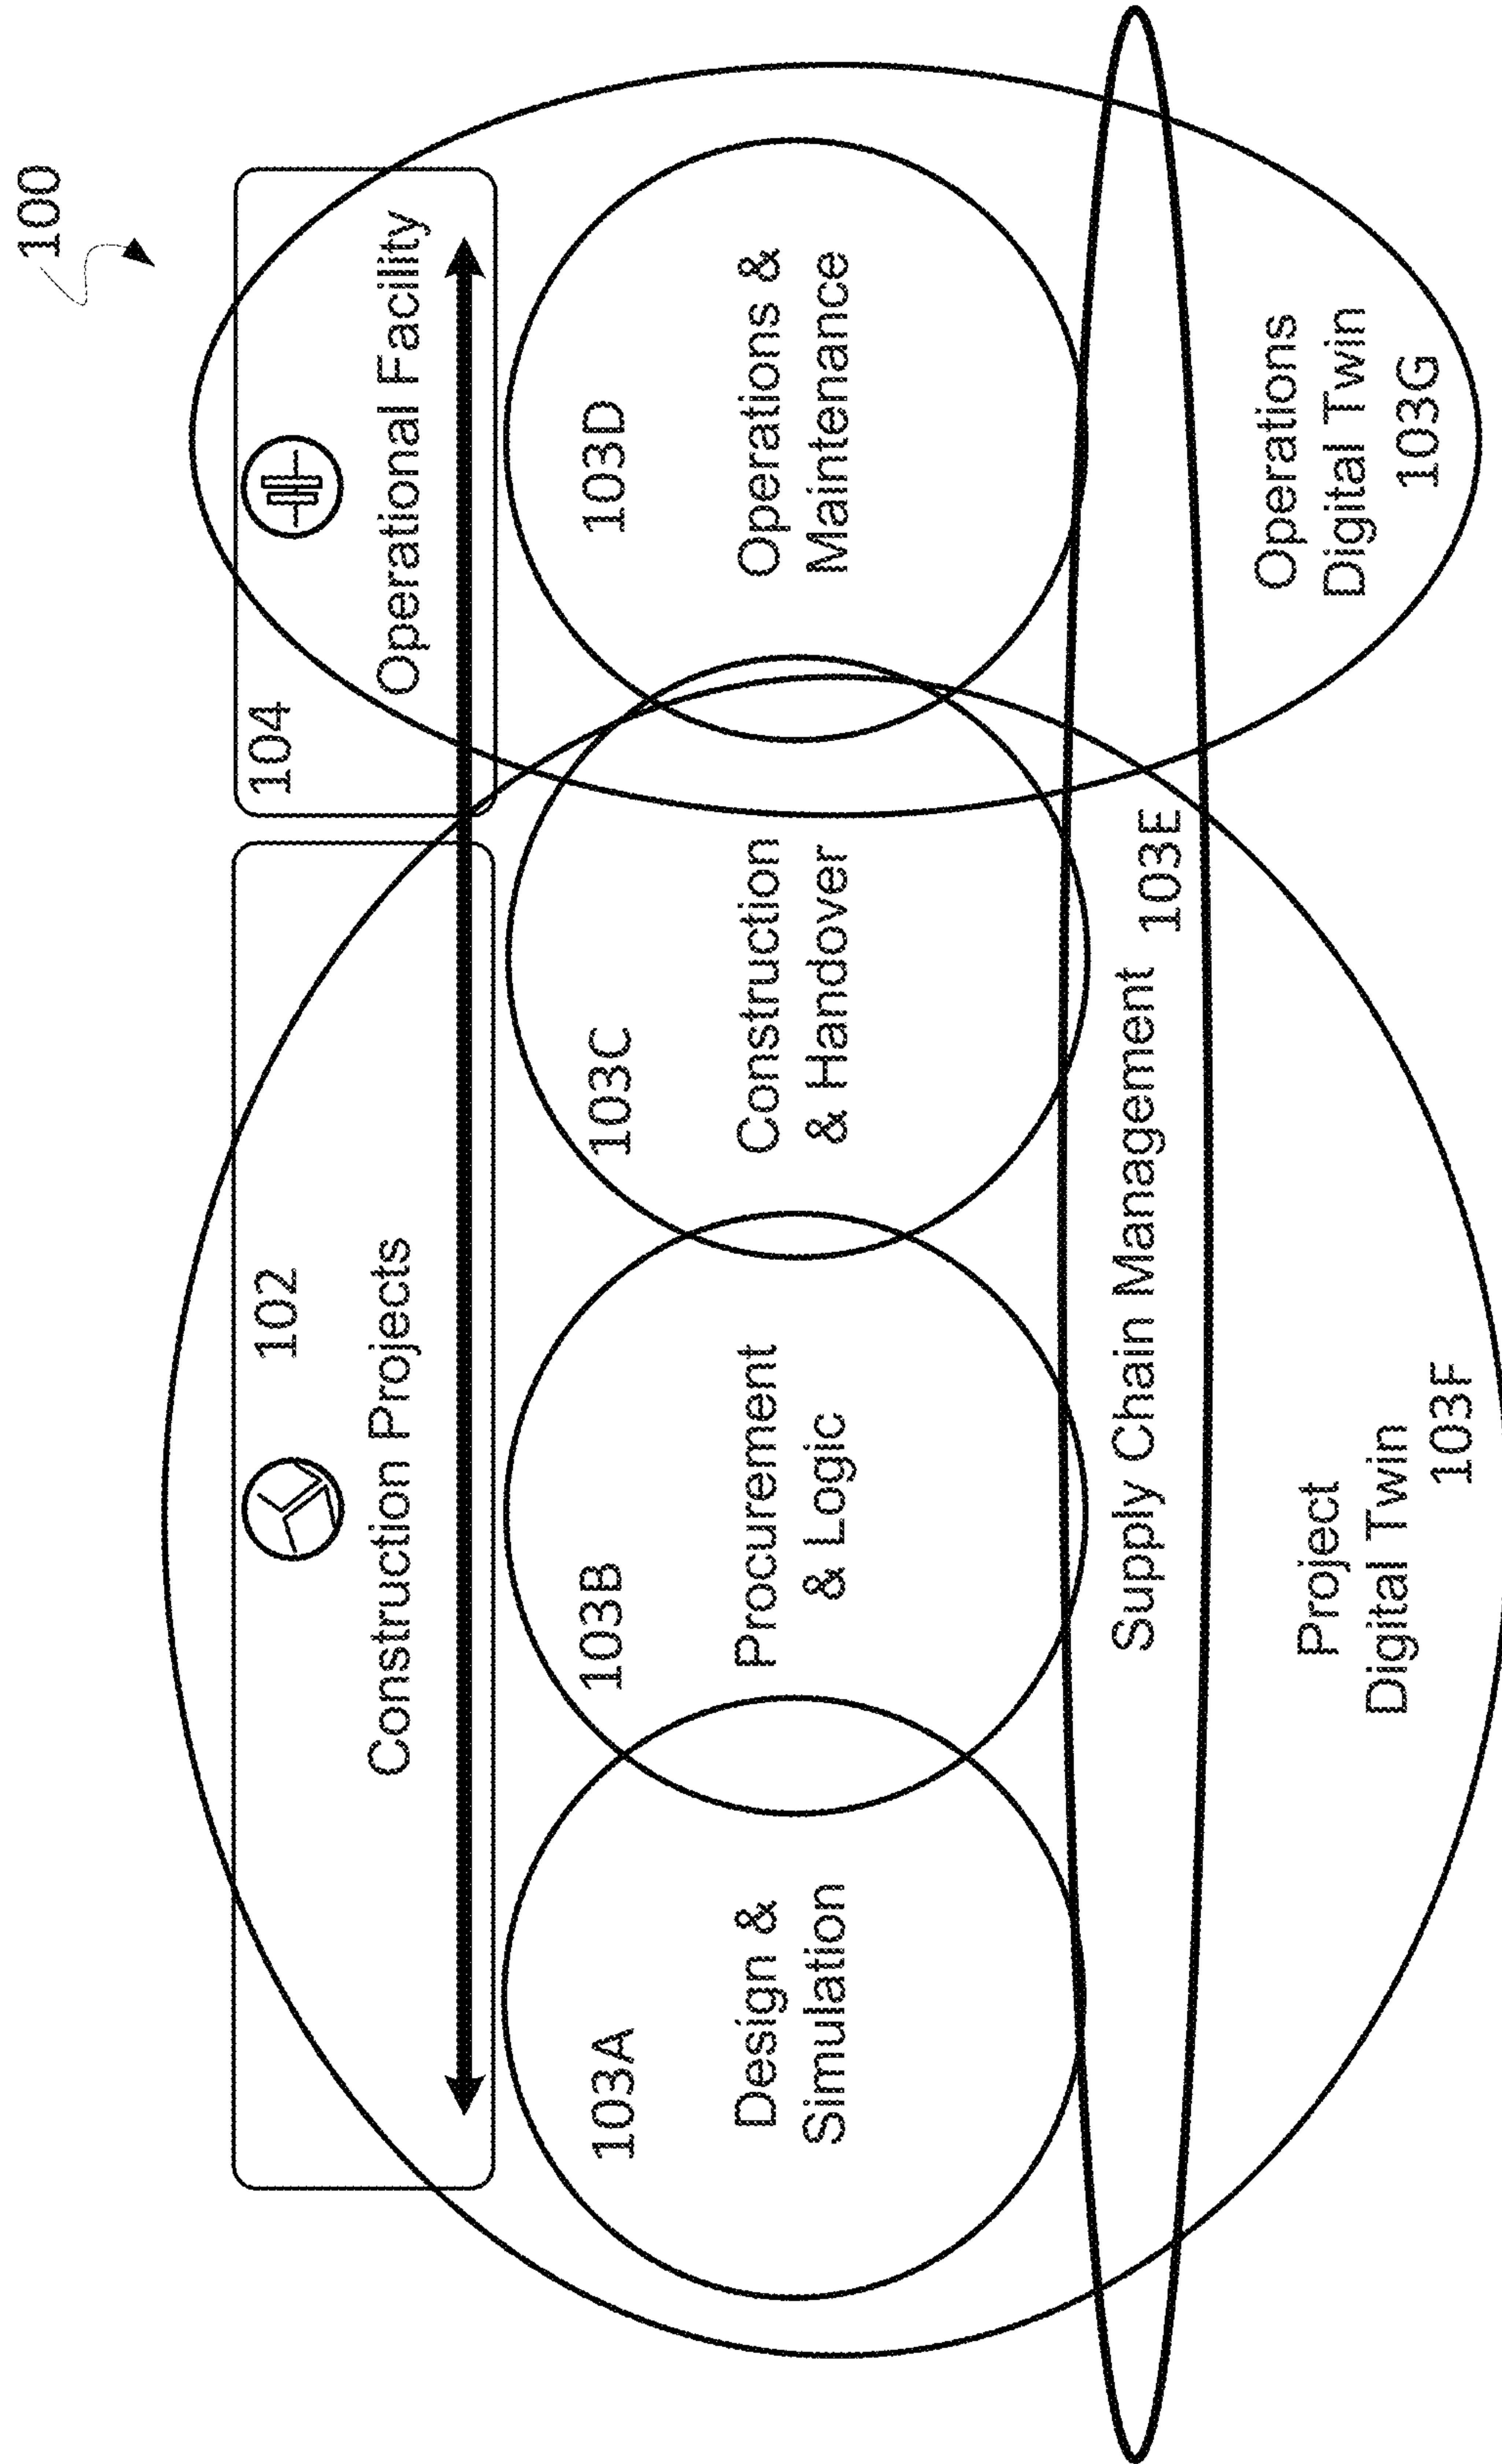 100
102
Construction Projects
104
Operational Facility
103A
Design &
Simulation
103B
Procurement
& Logic
103C
Construction
& Handover
103D
Operations &
Maintenance
Supply Chain Management 103E
Project
Digital Twin
103F
Operations
Digital Twin
103G